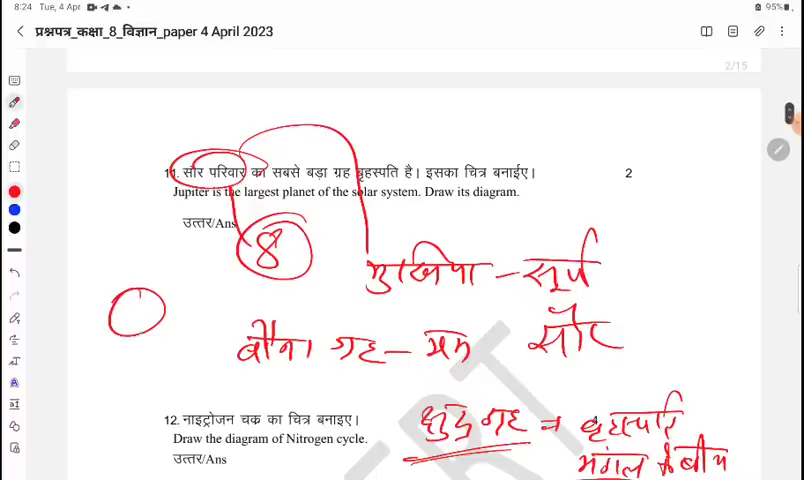 8:24 Tue, 4 Apr 95%
प्रश्नपत्र_कक्षा_8_विज्ञान_paper 4 April 2023
2/15
11. सौर परिवार का सबसे बड़ा ग्रह बृहस्पति है। इसका चित्र बनाईए। 2
Jupiter is the largest planet of the solar system. Draw its diagram.
उत्तर/Ans
8 मुखिया – सूर्य
बौना ग्रह – यम सौर
12. नाइट्रोजन चक्र का चित्र बनाइए। 4
क्षुद्र ग्रह = बृहस्पति
Draw the diagram of Nitrogen cycle.
उत्तर/Ans
मंगल के बीच